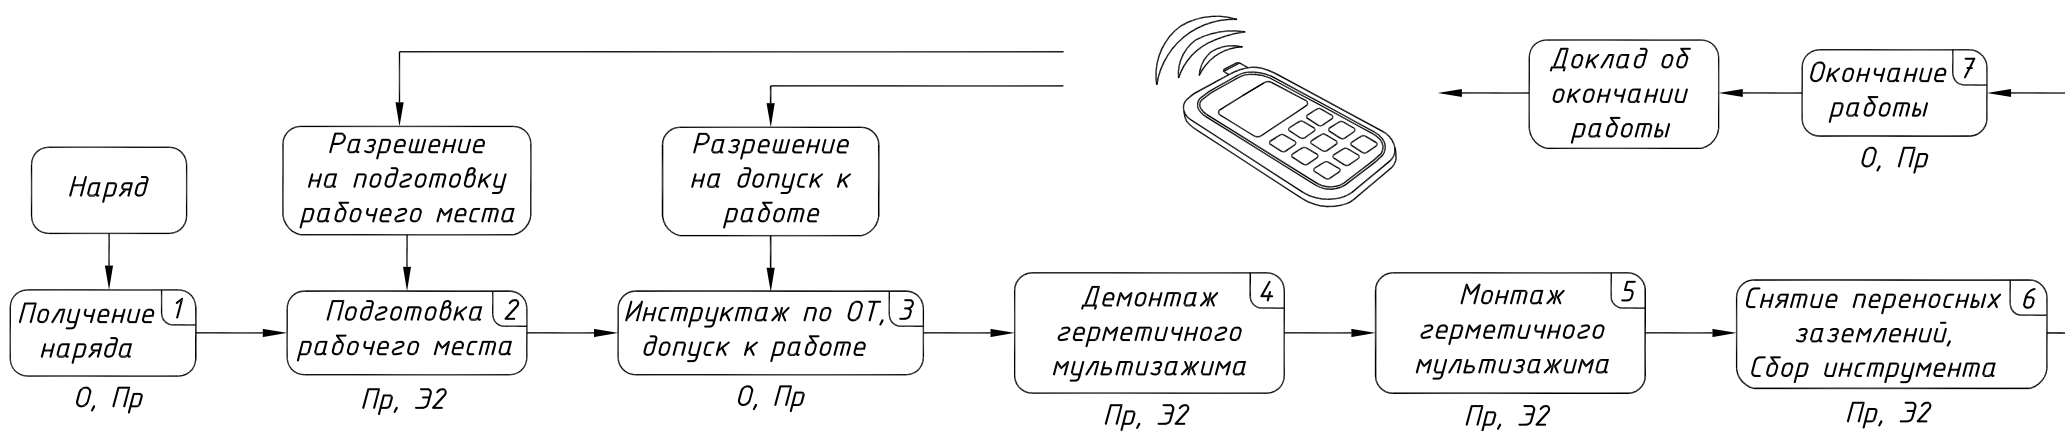 Наряд
Получение
наряда
1
О, Пр
Разрешение
на подготовку
рабочего места
Подготовка
рабочего места
2
Пр, Э2
Разрешение
на допуск к
работе
Инструктаж по ОТ,
допуск к работе
3
О, Пр
Демонтаж
герметичного
мультизажима
4
Пр, Э2
Монтаж
герметичного
мультизажима
5
Пр, Э2
Снятие переносных
заземлений,
Сбор инструмента
6
Пр, Э2
Окончание
работы
7
О, Пр
Доклад об
окончании
работы